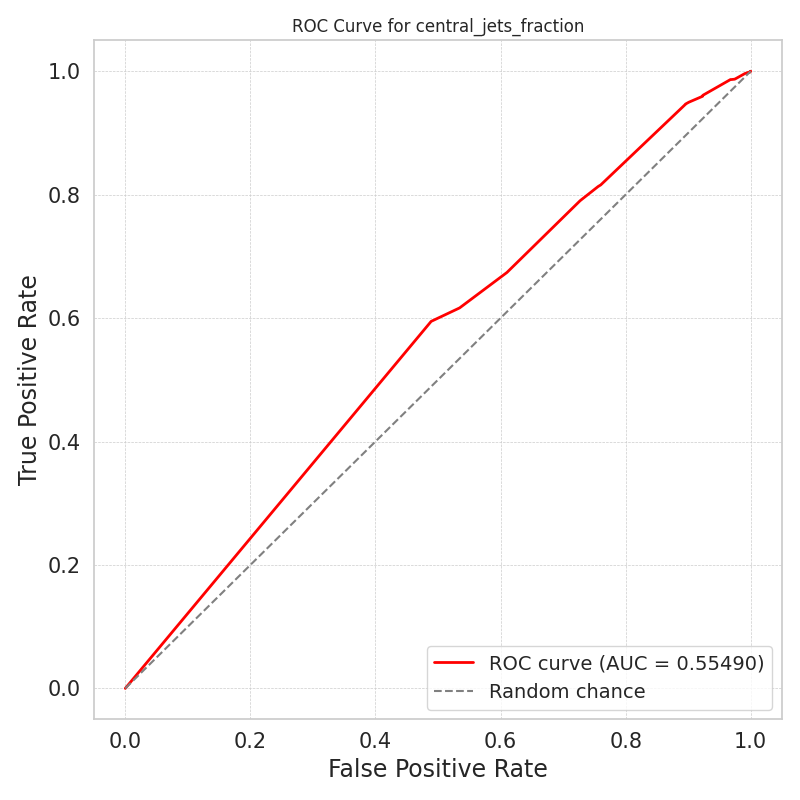 ROC Curve for central_jets_fraction
1.0
0.8
0.6
0.4
0.2
0.0
True Positive Rate
ROC curve (AUC = 0.55490)
Random chance
0.0 0.2 0.4 0.6 0.8 1.0
False Positive Rate